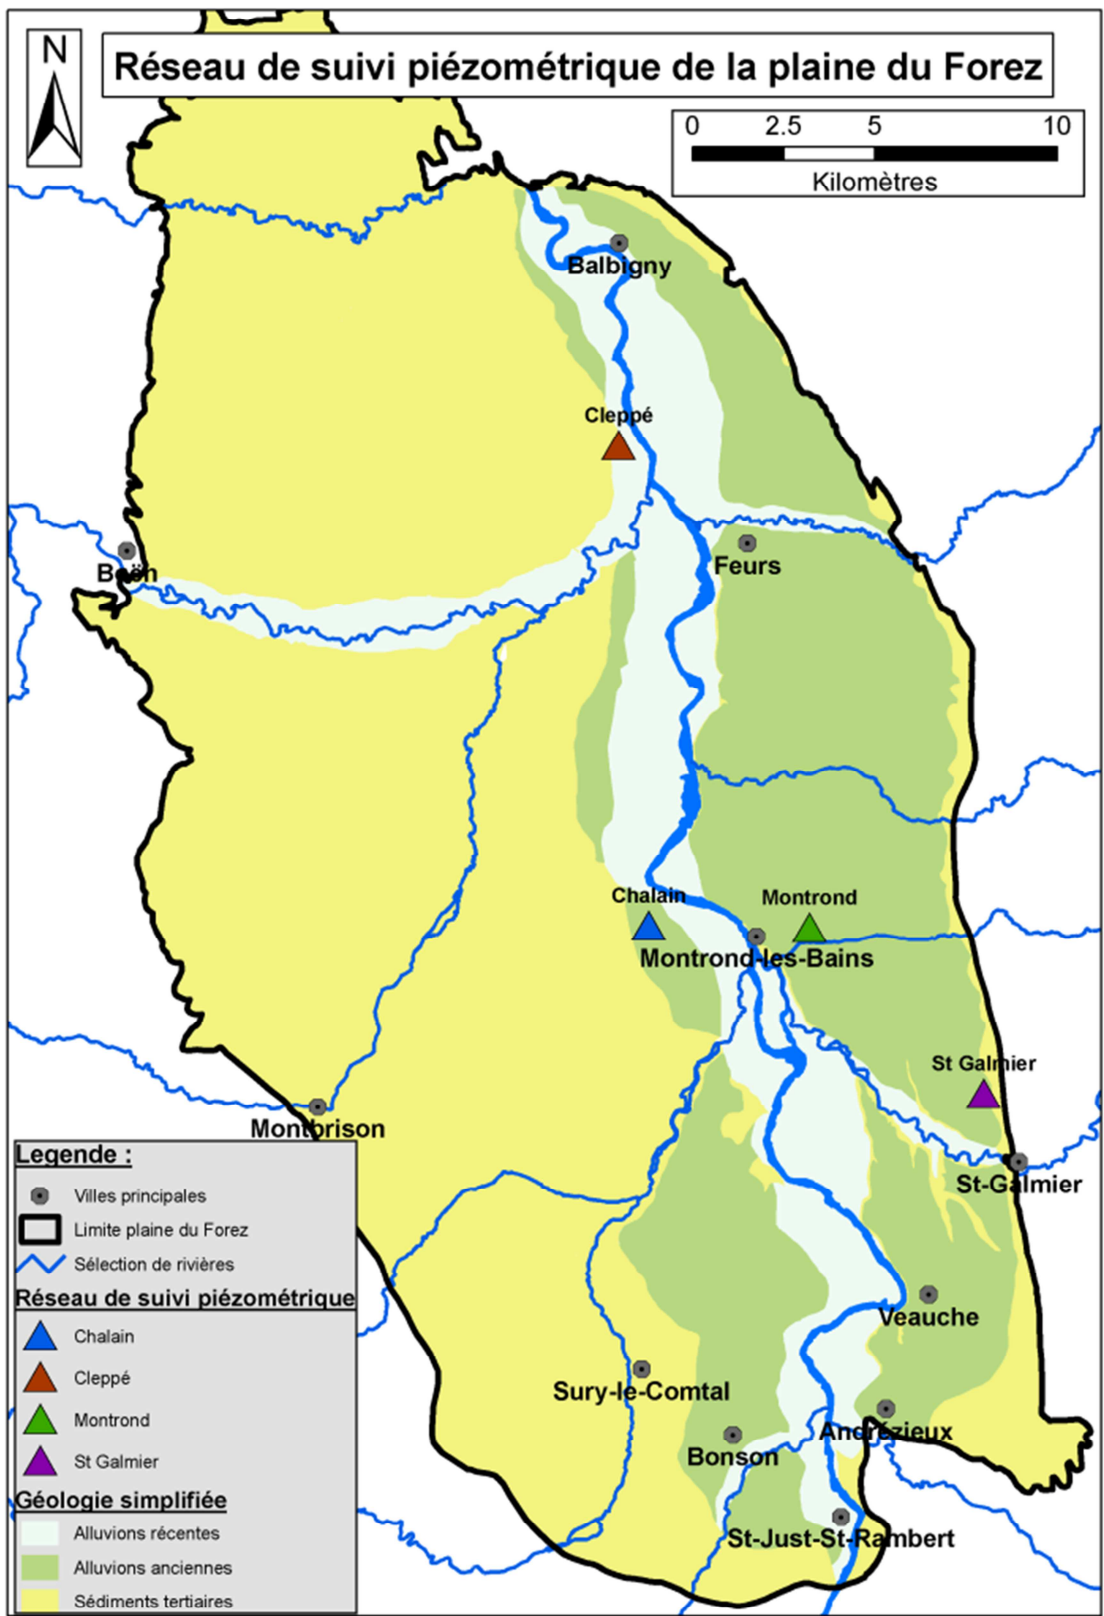 N
Réseau de suivi piézométrique de la plaine du Forez
0 2.5 5 10
Kilomètres
Balbigny
Cleppé
Feurs
Boën
Chalain
Montrond
Montrond-les-Bains
St Galmier
Montbrison
St-Galmier
Veauche
Sury-le-Comtal
Andrézieux
Bonson
St-Just-St-Rambert
Legende :
Villes principales
Limite plaine du Forez
Sélection de rivières
Réseau de suivi piézométrique
Chalain
Cleppé
Montrond
St Galmier
Géologie simplifiée
Alluvions récentes
Alluvions anciennes
Sédiments tertiaires